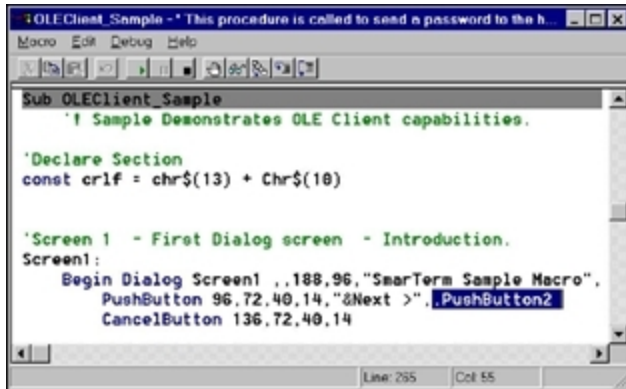 OLEClient_Sample - * This procedure is called to send a password to the h...
Macro Edit Debug Help
Sub OLEClient_Sample
'! Sample Demonstrates OLE Client capabilities.
'Declare Section
const crlf = chr$(13) + Chr$(10)
'Screen 1 - First Dialog screen - Introduction.
Screen1:
Begin Dialog Screen1 ,,188,96,"SmarTerm Sample Macro",
PushButton 96,72,40,14,"&Next >",.PushButton2
CancelButton 136,72,40,14
Line: 265 Col: 55